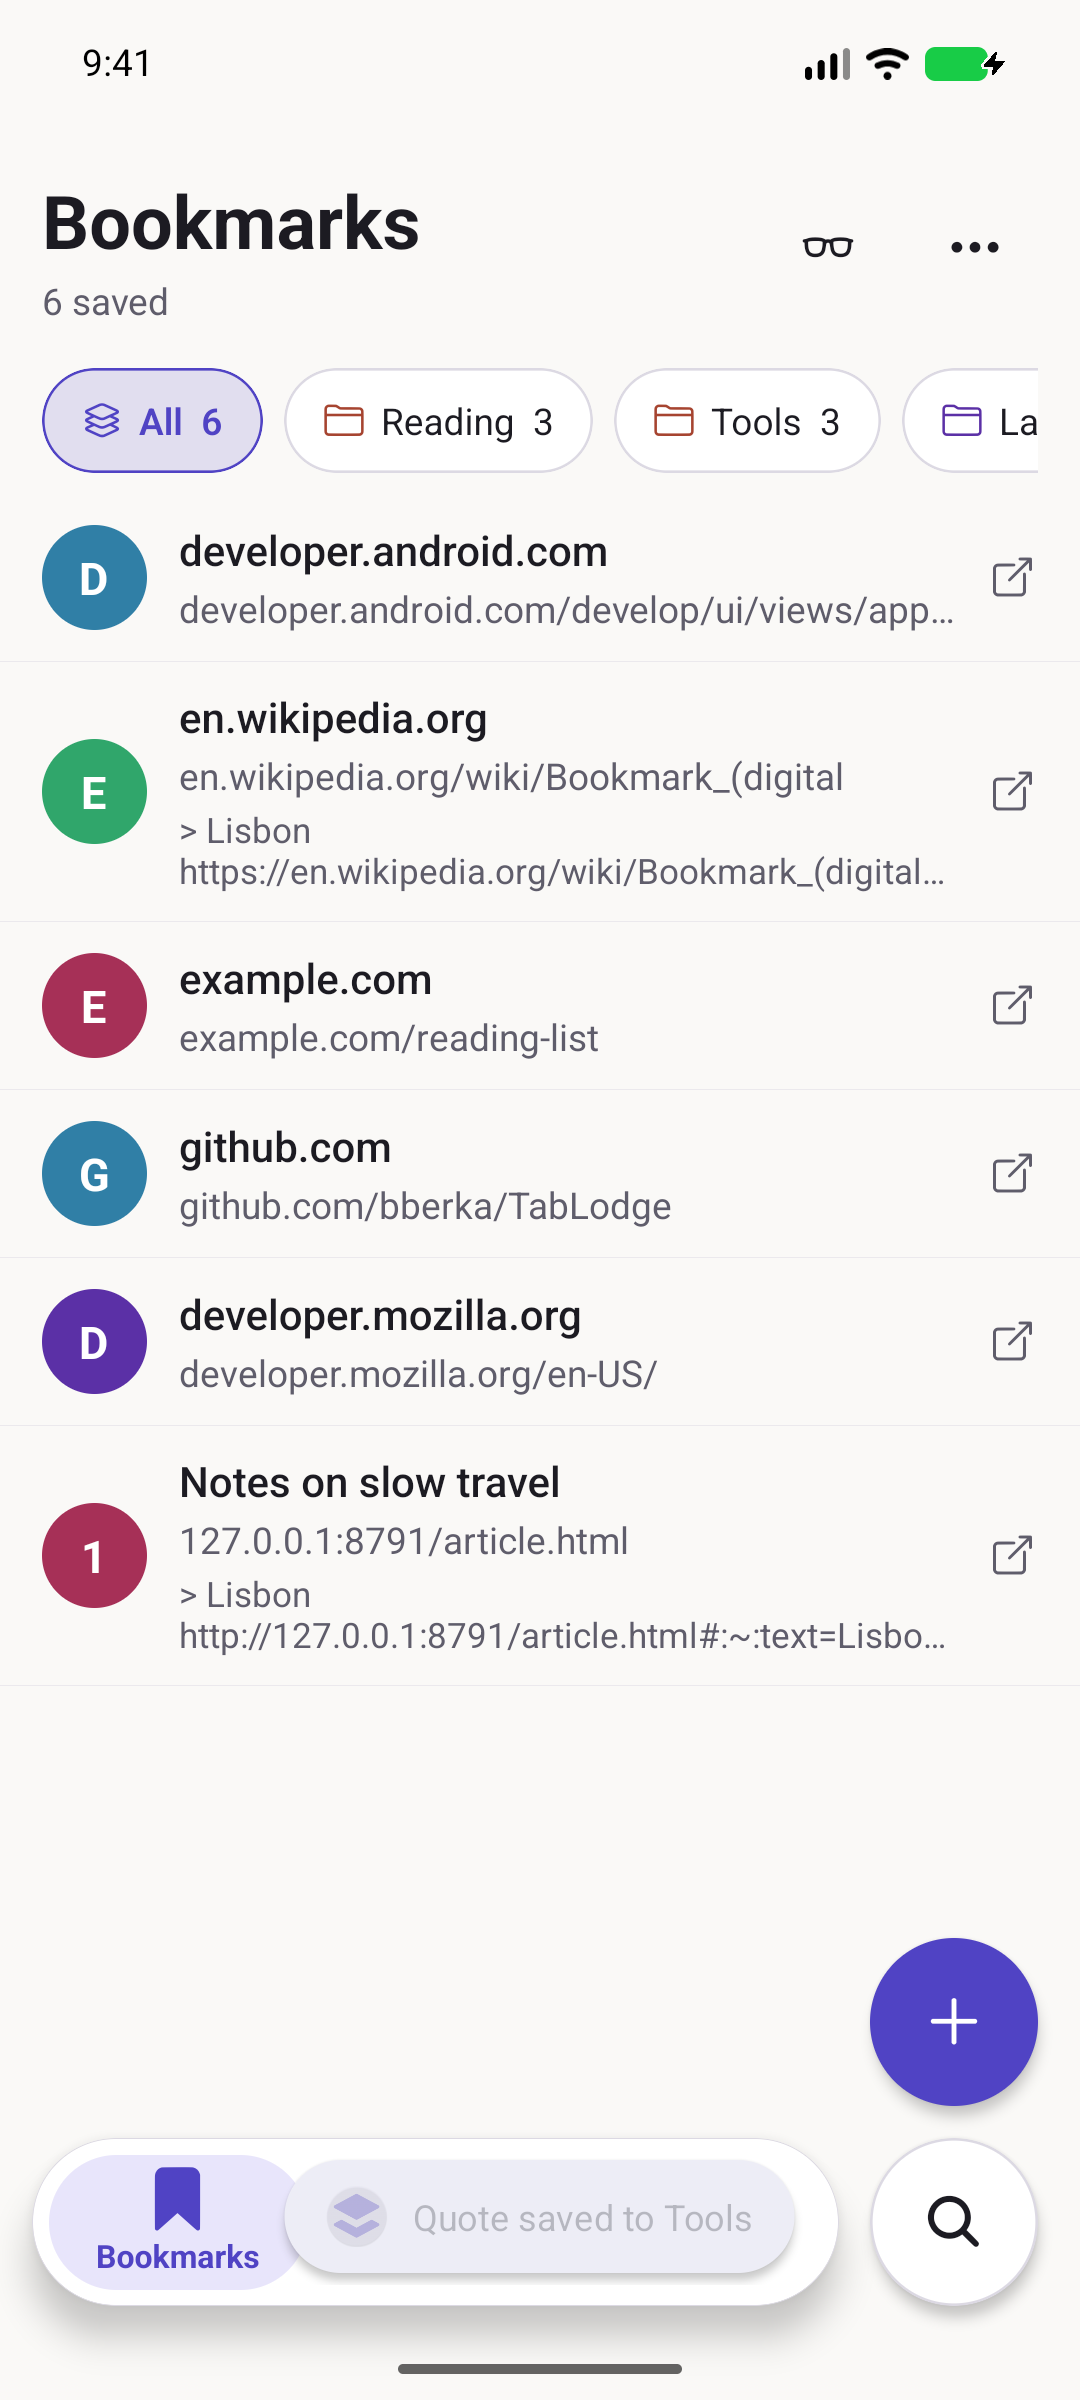 9:41
Bookmarks
6 saved
All 6
Reading 3
Tools 3
La
D
developer.android.com
developer.android.com/develop/ui/views/app…
E
en.wikipedia.org
en.wikipedia.org/wiki/Bookmark_(digital
> Lisbon
https://en.wikipedia.org/wiki/Bookmark_(digital…
E
example.com
example.com/reading-list
G
github.com
github.com/bberka/TabLodge
D
developer.mozilla.org
developer.mozilla.org/en-US/
1
Notes on slow travel
127.0.0.1:8791/article.html
> Lisbon
http://127.0.0.1:8791/article.html#:~:text=Lisbo…
Bookmarks
Quote saved to Tools